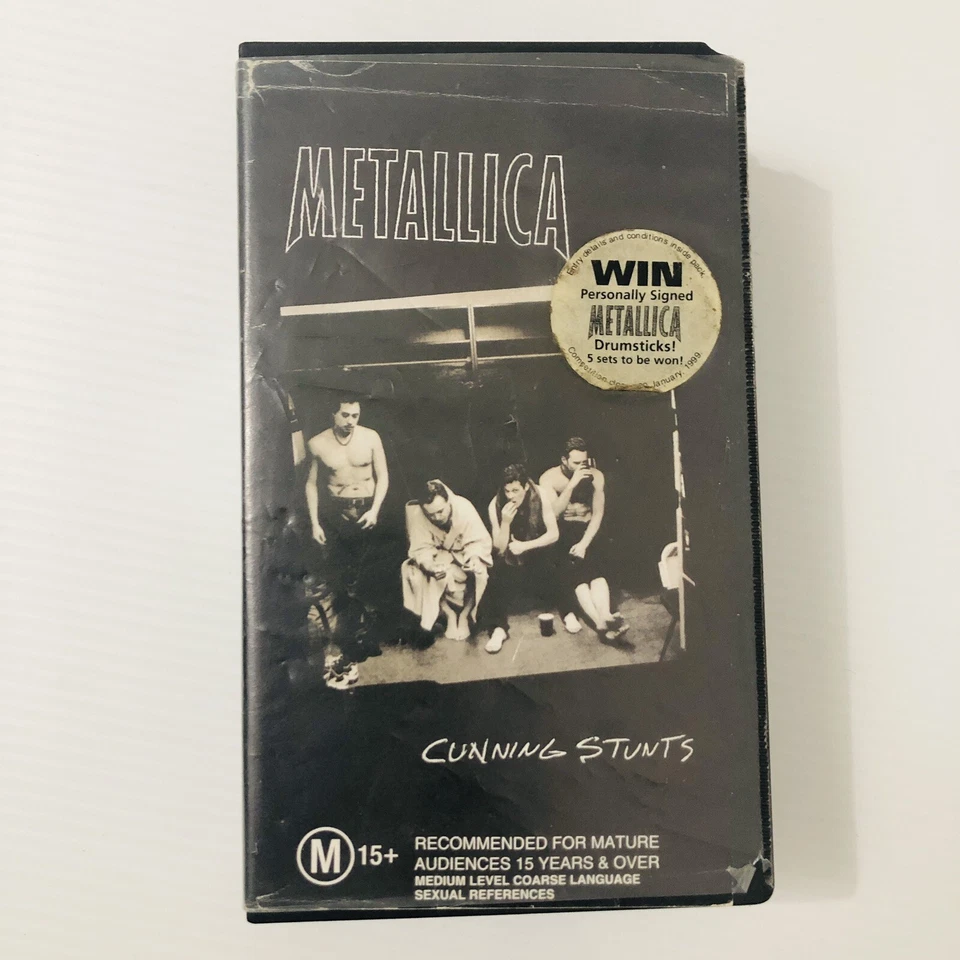 METALLICA
Entry details and conditions inside pack.
WIN
Personally Signed
METALLICA
Drumsticks!
5 sets to be won!
Competition January, 1999.
CUNNING STUNTS
M 15+
RECOMMENDED FOR MATURE
AUDIENCES 15 YEARS & OVER
MEDIUM LEVEL COARSE LANGUAGE
SEXUAL REFERENCES